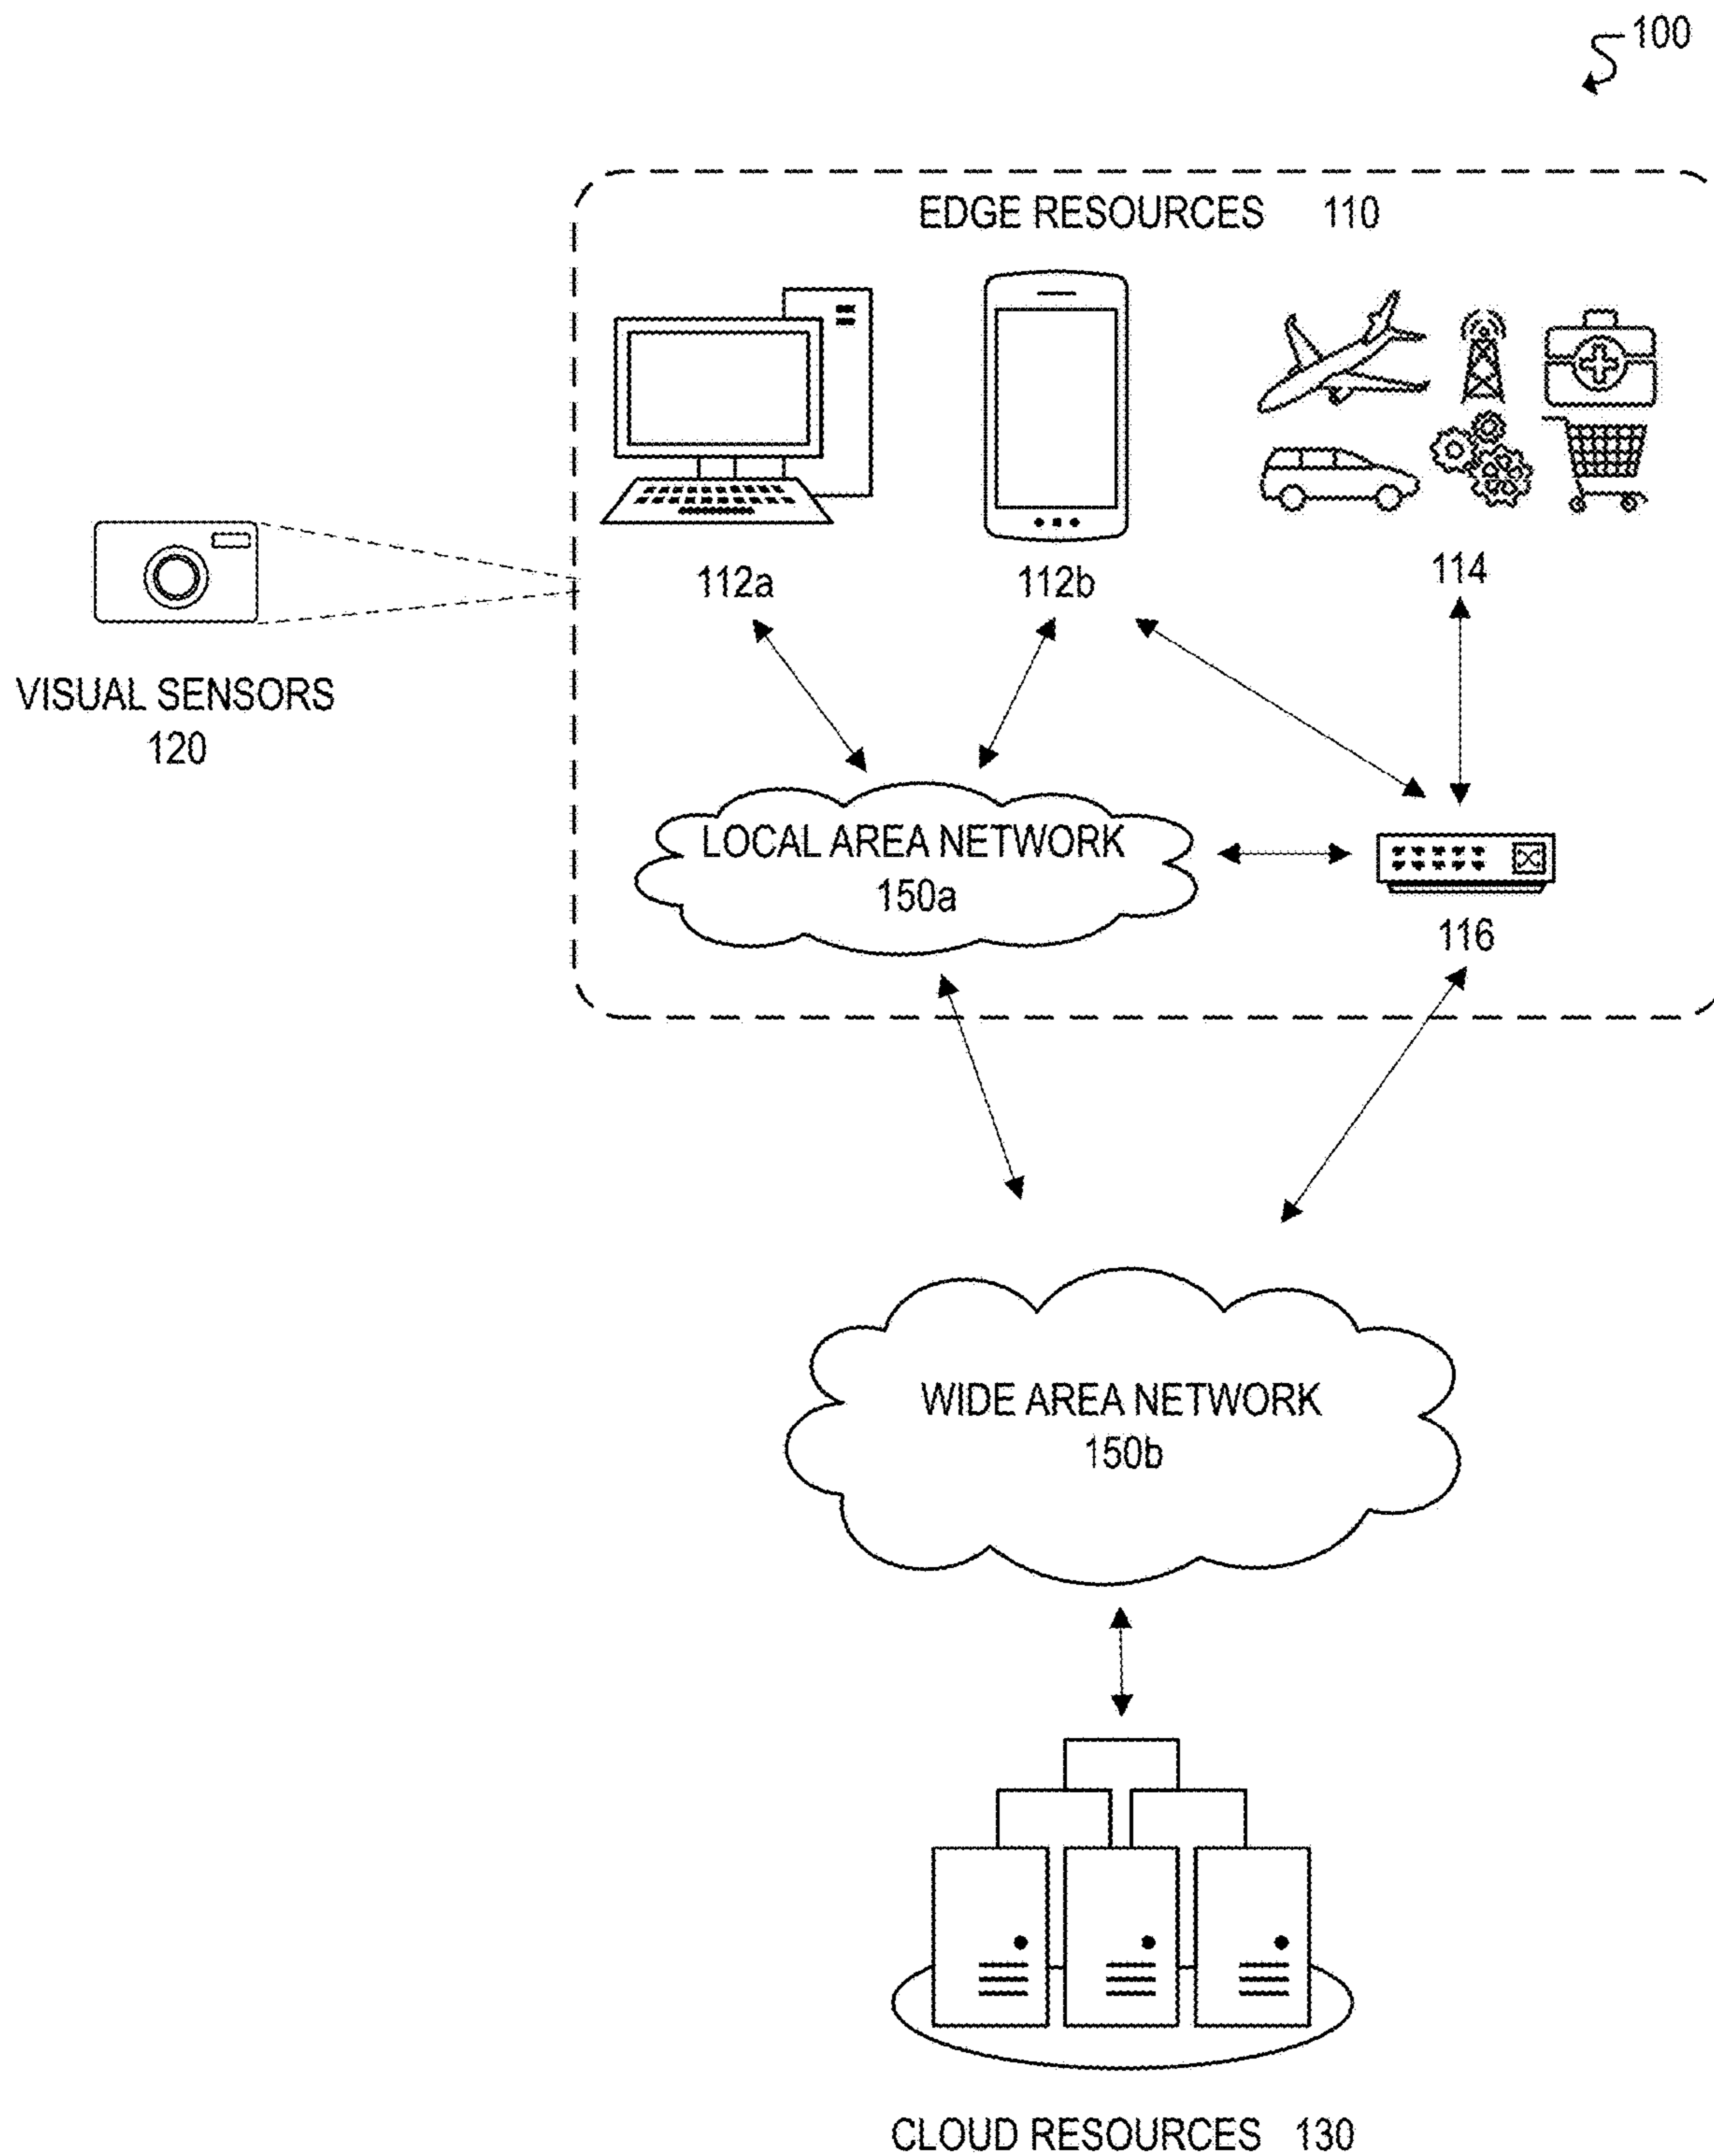 100
EDGE RESOURCES 110
112a
112b
114
VISUAL SENSORS
120
LOCAL AREA NETWORK
150a
116
WIDE AREA NETWORK
150b
CLOUD RESOURCES 130